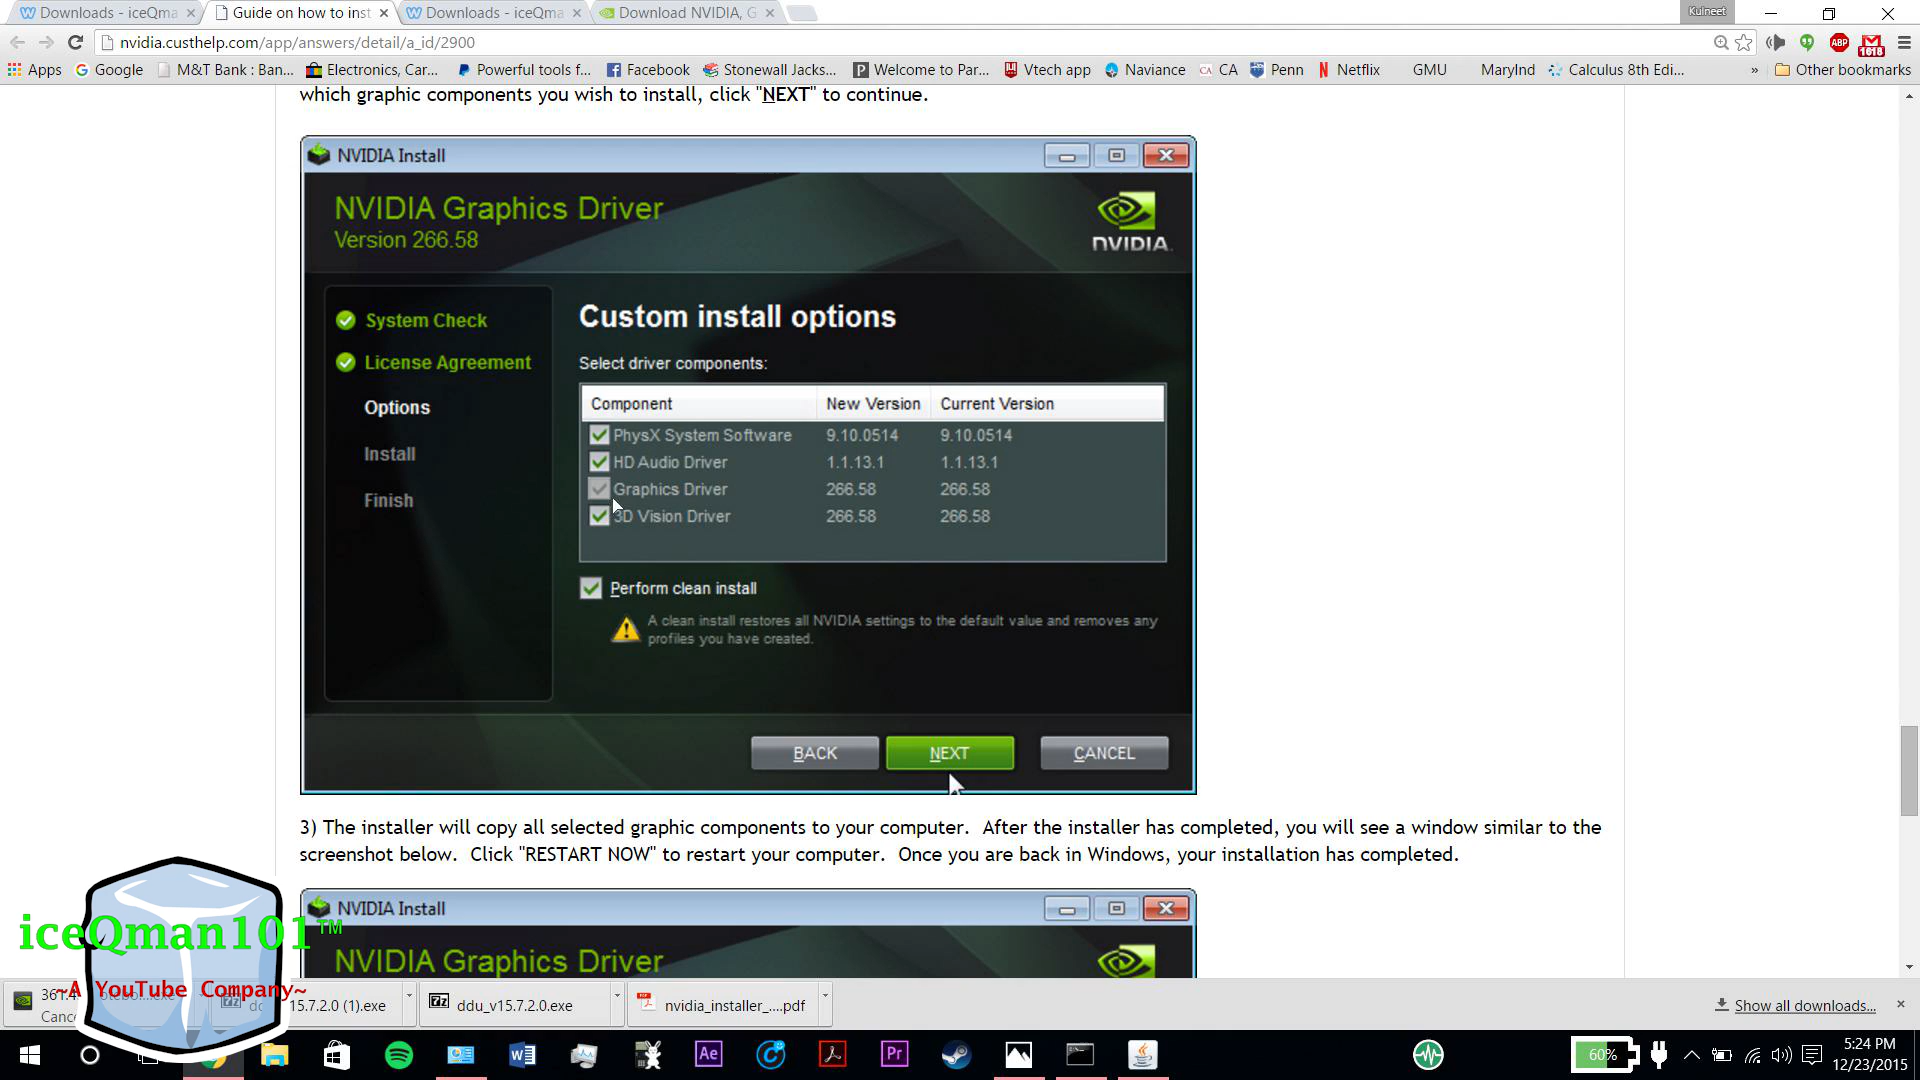 Downloads - iceQma
Guide on how to inst
Downloads - iceQma
Download NVIDIA, G
Kulneet
nvidia.custhelp.com/app/answers/detail/a_id/2900
ABP
1618
Apps
Google
M&T Bank : Ban...
Electronics, Car...
Powerful tools f...
Facebook
Stonewall Jacks...
Welcome to Par...
Vtech app
Naviance
CA
CA
Penn
Netflix
GMU
Marylnd
Calculus 8th Edi...
»
Other bookmarks
which graphic components you wish to install, click "NEXT" to continue.
NVIDIA Install
NVIDIA Graphics Driver
Version 266.58
NVIDIA.
System Check
License Agreement
Options
Install
Finish
Custom install options
Select driver components:
Component New Version Current Version
PhysX System Software 9.10.0514 9.10.0514
HD Audio Driver 1.1.13.1 1.1.13.1
Graphics Driver 266.58 266.58
3D Vision Driver 266.58 266.58
Perform clean install
A clean install restores all NVIDIA settings to the default value and removes any
profiles you have created.
BACK
NEXT
CANCEL
3) The installer will copy all selected graphic components to your computer. After the installer has completed, you will see a window similar to the
screenshot below. Click "RESTART NOW" to restart your computer. Once you are back in Windows, your installation has completed.
NVIDIA Install
NVIDIA Graphics Driver
iceQman101™
~A YouTube Company~
15.7.2.0 (1).exe
ddu_v15.7.2.0.exe
nvidia_installer_....pdf
Show all downloads...
Ae
Pr
60%
5:24 PM
12/23/2015